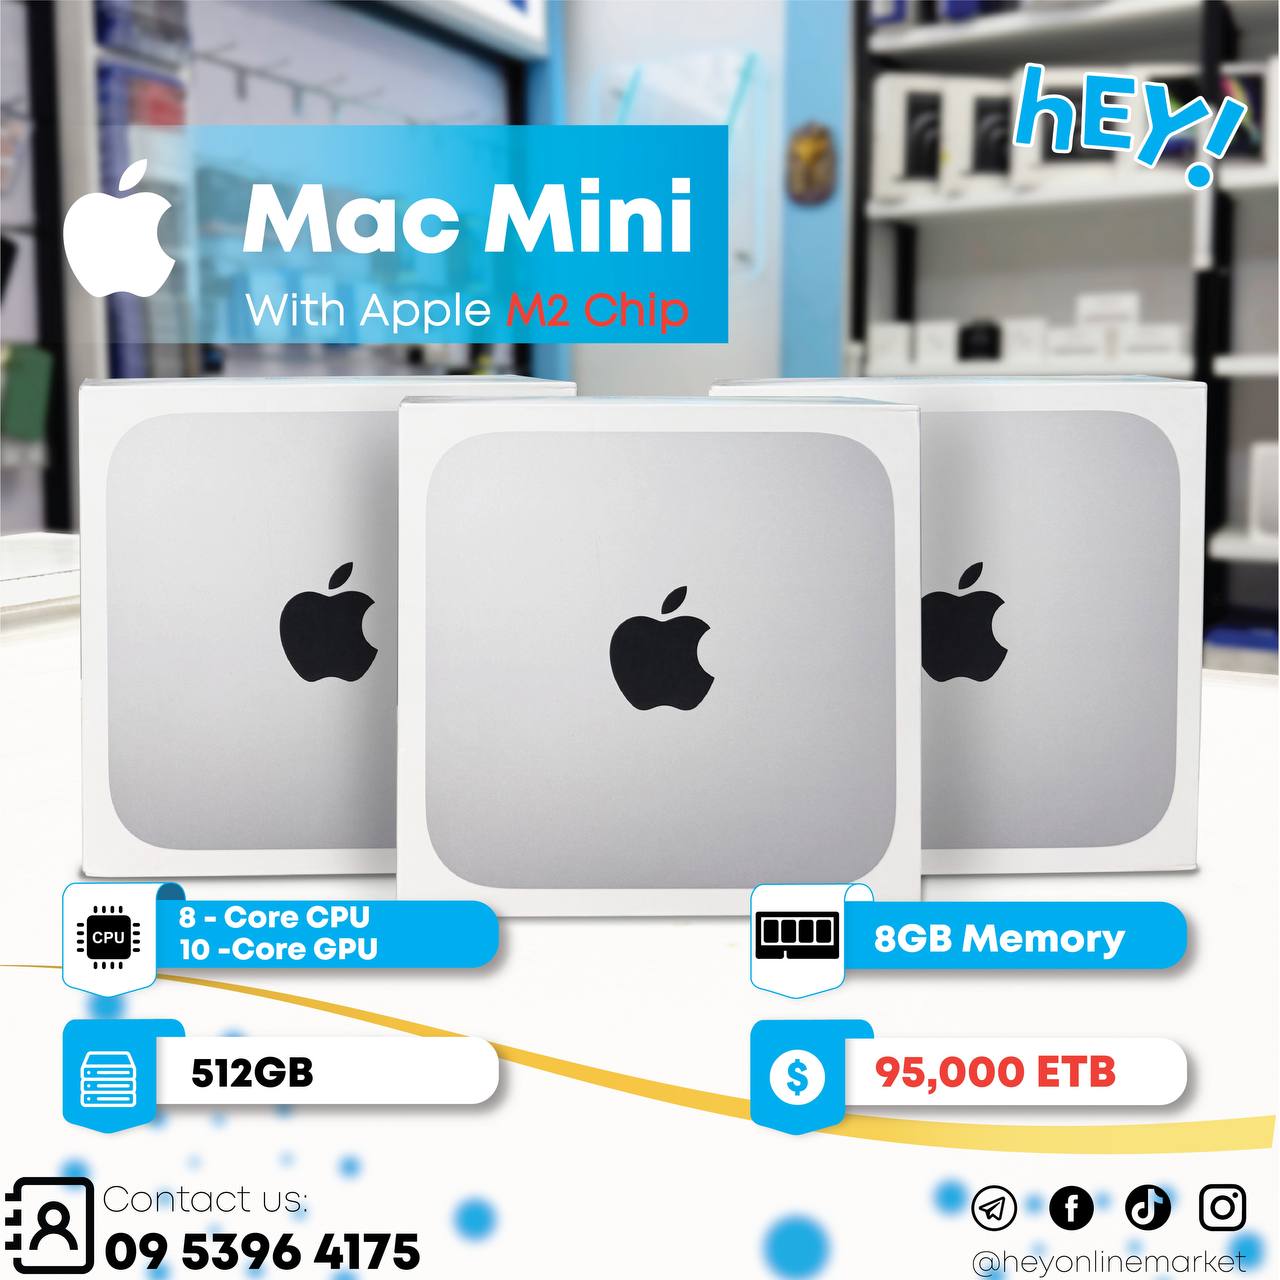 hEY!
Mac Mini
With Apple M2 Chip
CPU
8 - Core CPU
10 -Core GPU
8GB Memory
512GB
$
95,000 ETB
Contact us:
09 5396 4175
@heyonlinemarket